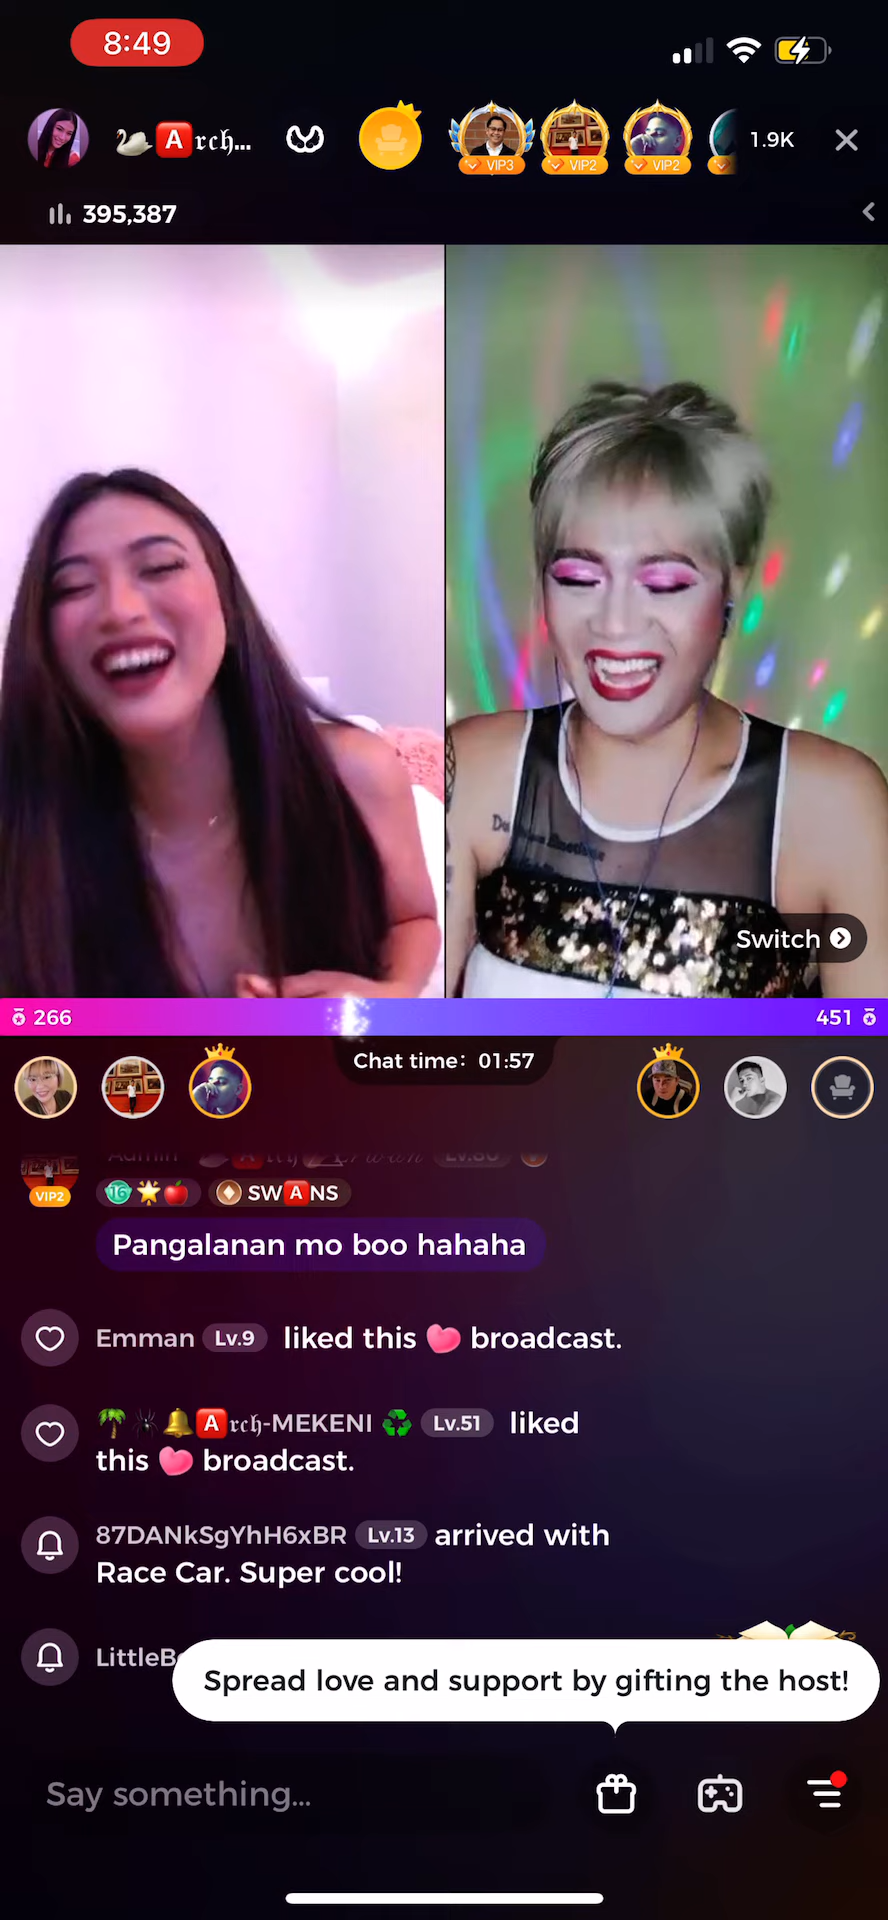 8:49
🦢🅰𝔯𝔠𝔥...
VIP3
VIP2
VIP2
1.9K
395,387
Switch
266
451
Chat time: 01:57
Admin
VIP2
16 🌟🍎 SW🅰NS
Pangalanan mo boo hahaha
Emman Lv.9 liked this 🩷 broadcast.
🌴🕷🔔🅰𝔯𝔠𝔥-MEKENI ♻ Lv.51 liked
this 🩷 broadcast.
87DANkSgYhH6xBR Lv.13 arrived with
Race Car. Super cool!
Spread love and support by gifting the host!
Say something...